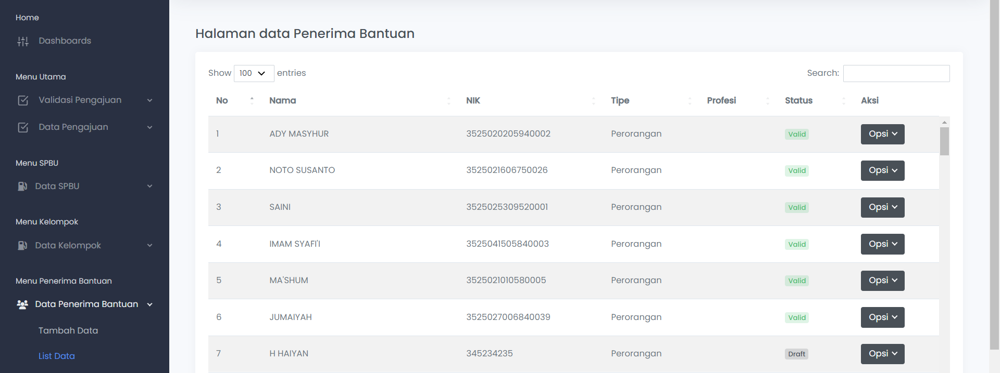 Home
Dashboards
Menu Utama
Validasi Pengajuan
Data Pengajuan
Menu SPBU
Data SPBU
Menu Kelompok
Data Kelompok
Menu Penerima Bantuan
Data Penerima Bantuan
Tambah Data
List Data
Halaman data Penerima Bantuan
Show 100 entries
Search:
No Nama NIK Tipe Profesi Status Aksi
1 ADY MASYHUR 3525020205940002 Perorangan Valid Opsi
2 NOTO SUSANTO 3525021606750026 Perorangan Valid Opsi
3 SAINI 3525025309520001 Perorangan Valid Opsi
4 IMAM SYAFI'I 3525041505840003 Perorangan Valid Opsi
5 MA'SHUM 3525021010580005 Perorangan Valid Opsi
6 JUMAIYAH 3525027006840039 Perorangan Valid Opsi
7 H HAIYAN 345234235 Perorangan Draft Opsi